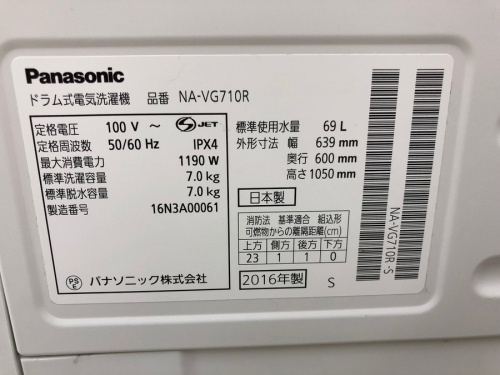 Panasonic
ドラム式電気洗濯機 品番 NA-VG710R
定格電圧 100 V ～ S JET
定格周波数 50/60 Hz IPX4
最大消費電力 1190 W
標準洗濯容量 7.0 kg
標準脱水容量 7.0 kg
製造番号 16N3A00061
PS E パナソニック株式会社
標準使用水量 69 L
外形寸法 幅 639 mm
奥行 600 mm
高さ 1050 mm
日本製
消防法 基準適合 組込形
可燃物からの離隔距離(cm)
上方 側方 後方 下方
23 1 1 0
2016年製 S
NA-VG710R-S